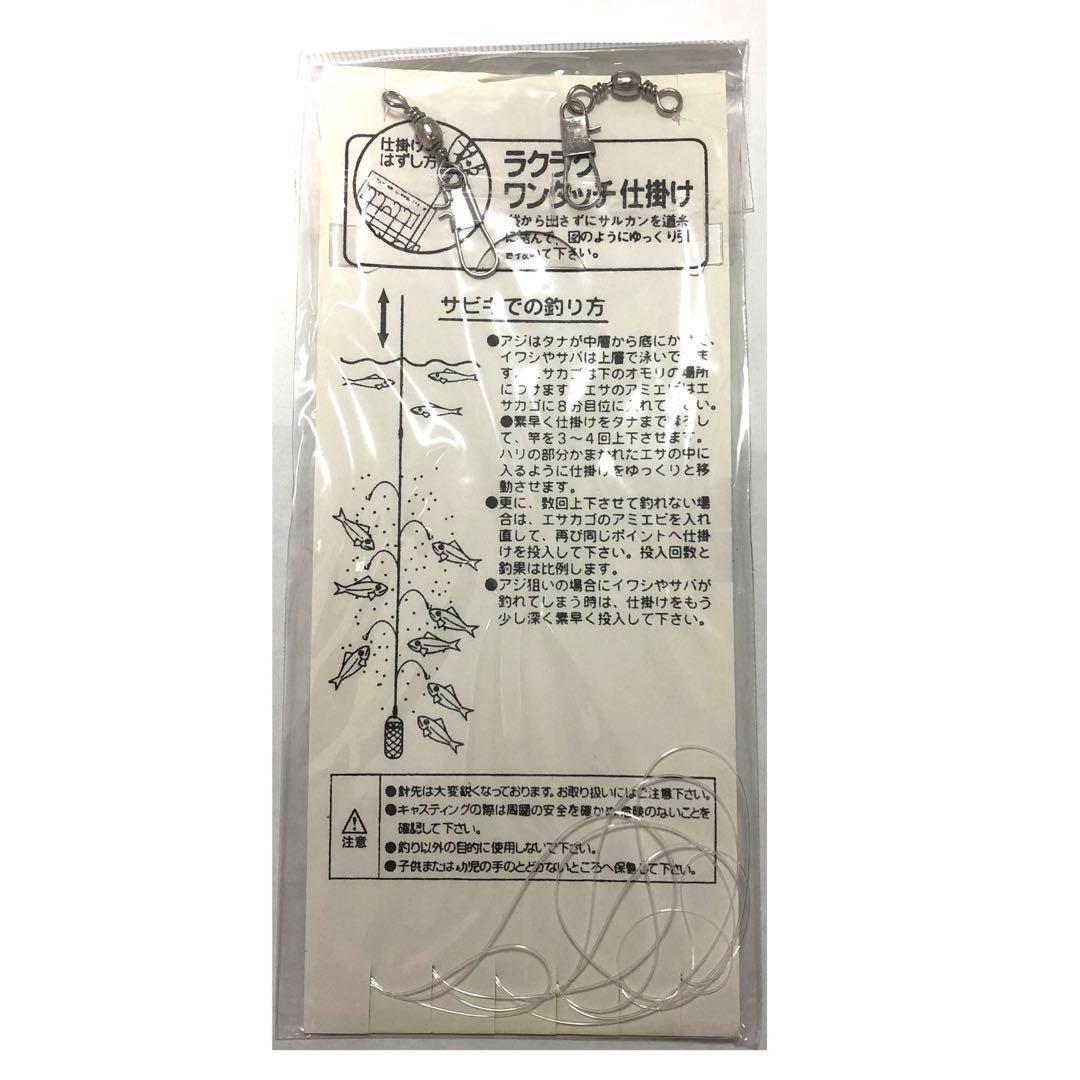 仕掛け
はずし方
ラクラク
ワンタッチ仕掛け
袋から出さずにサルカンを道糸
に結んで、図のようにゆっくり引
いて下さい。
サビキでの釣り方
●アジはタナが中層から底にかけて、
イワシやサバは上層で泳いでいます
す。エサカゴは下のオモリの場所
につけます。エサのアミエビはエ
サカゴに8分目位に入れて下さい。
●素早く仕掛けをタナまで降ろし
て、竿を3〜4回上下させます。
ハリの部分がまかれたエサの中に
入るように仕掛けをゆっくりと移
動させます。
●更に、数回上下させて釣れない場
合は、エサカゴのアミエビを入れ
直して、再び同じポイントへ仕掛
けを投入して下さい。投入回数と
釣果は比例します。
●アジ狙いの場合にイワシやサバが
釣れてしまう時は、仕掛けをもう
少し深く素早く投入して下さい。
注意
●針先は大変鋭くなっております。お取り扱いにはご注意下さい。
●キャスティングの際は周囲の安全を確かめ、危険のないことを
確認して下さい。
●釣り以外の目的に使用しないで下さい。
●子供または幼児の手のとどかないところへ保管して下さい。